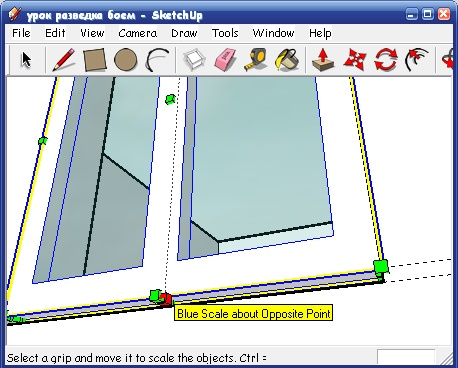 урок разведка боем - SketchUp
File Edit View Camera Draw Tools Window Help
Blue Scale about Opposite Point
Select a grip and move it to scale the objects. Ctrl =